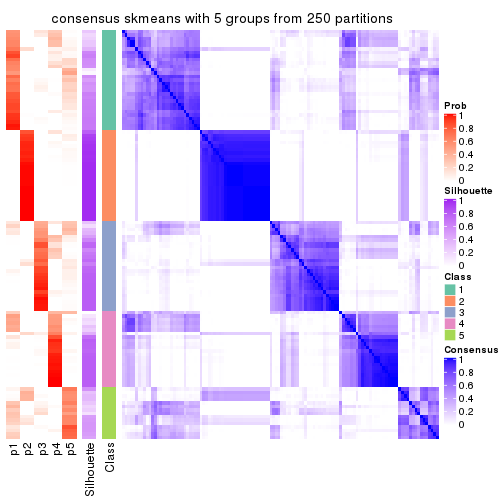 consensus skmeans with 5 groups from 250 partitions
p1
p2
p3
p4
p5
Silhouette
Class
Prob
1
0.8
0.6
0.4
0.2
0
Silhouette
1
0.8
0.6
0.4
0.2
0
Class
1
2
3
4
5
Consensus
1
0.8
0.6
0.4
0.2
0